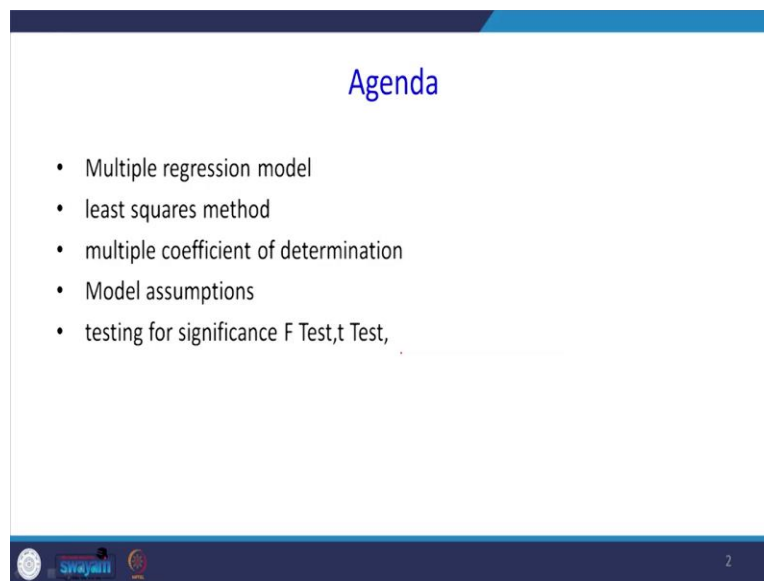 Agenda
• Multiple regression model
• least squares method
• multiple coefficient of determination
• Model assumptions
• testing for significance F Test,t Test,
swayam
2